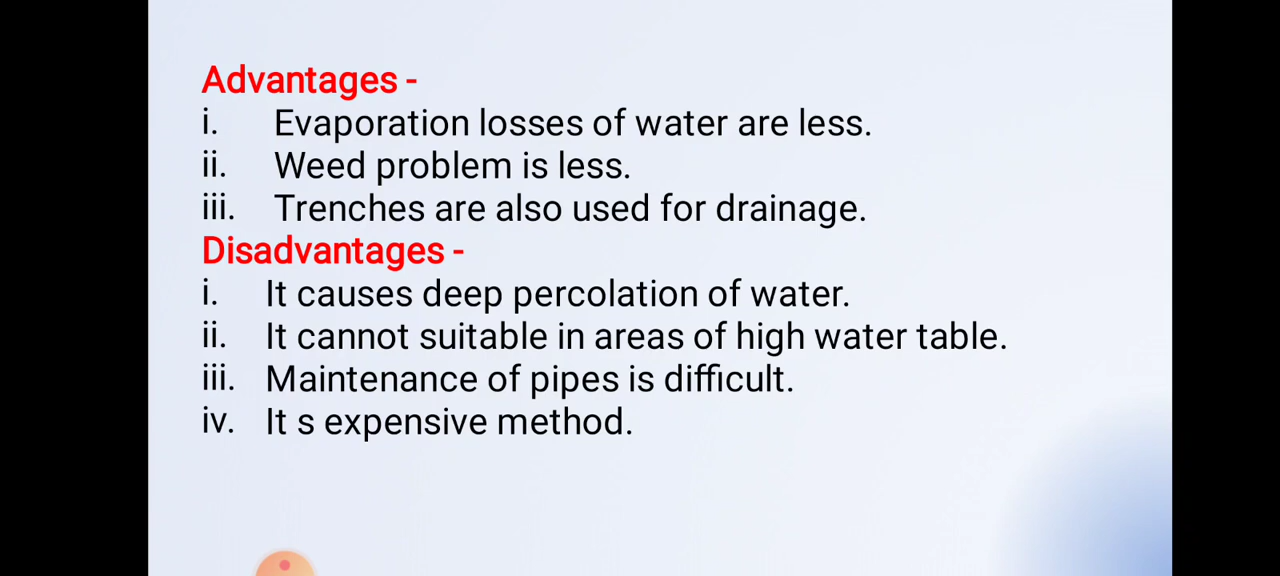 Advantages -
i. Evaporation losses of water are less.
ii. Weed problem is less.
iii. Trenches are also used for drainage.
Disadvantages -
i. It causes deep percolation of water.
ii. It cannot suitable in areas of high water table.
iii. Maintenance of pipes is difficult.
iv. It s expensive method.